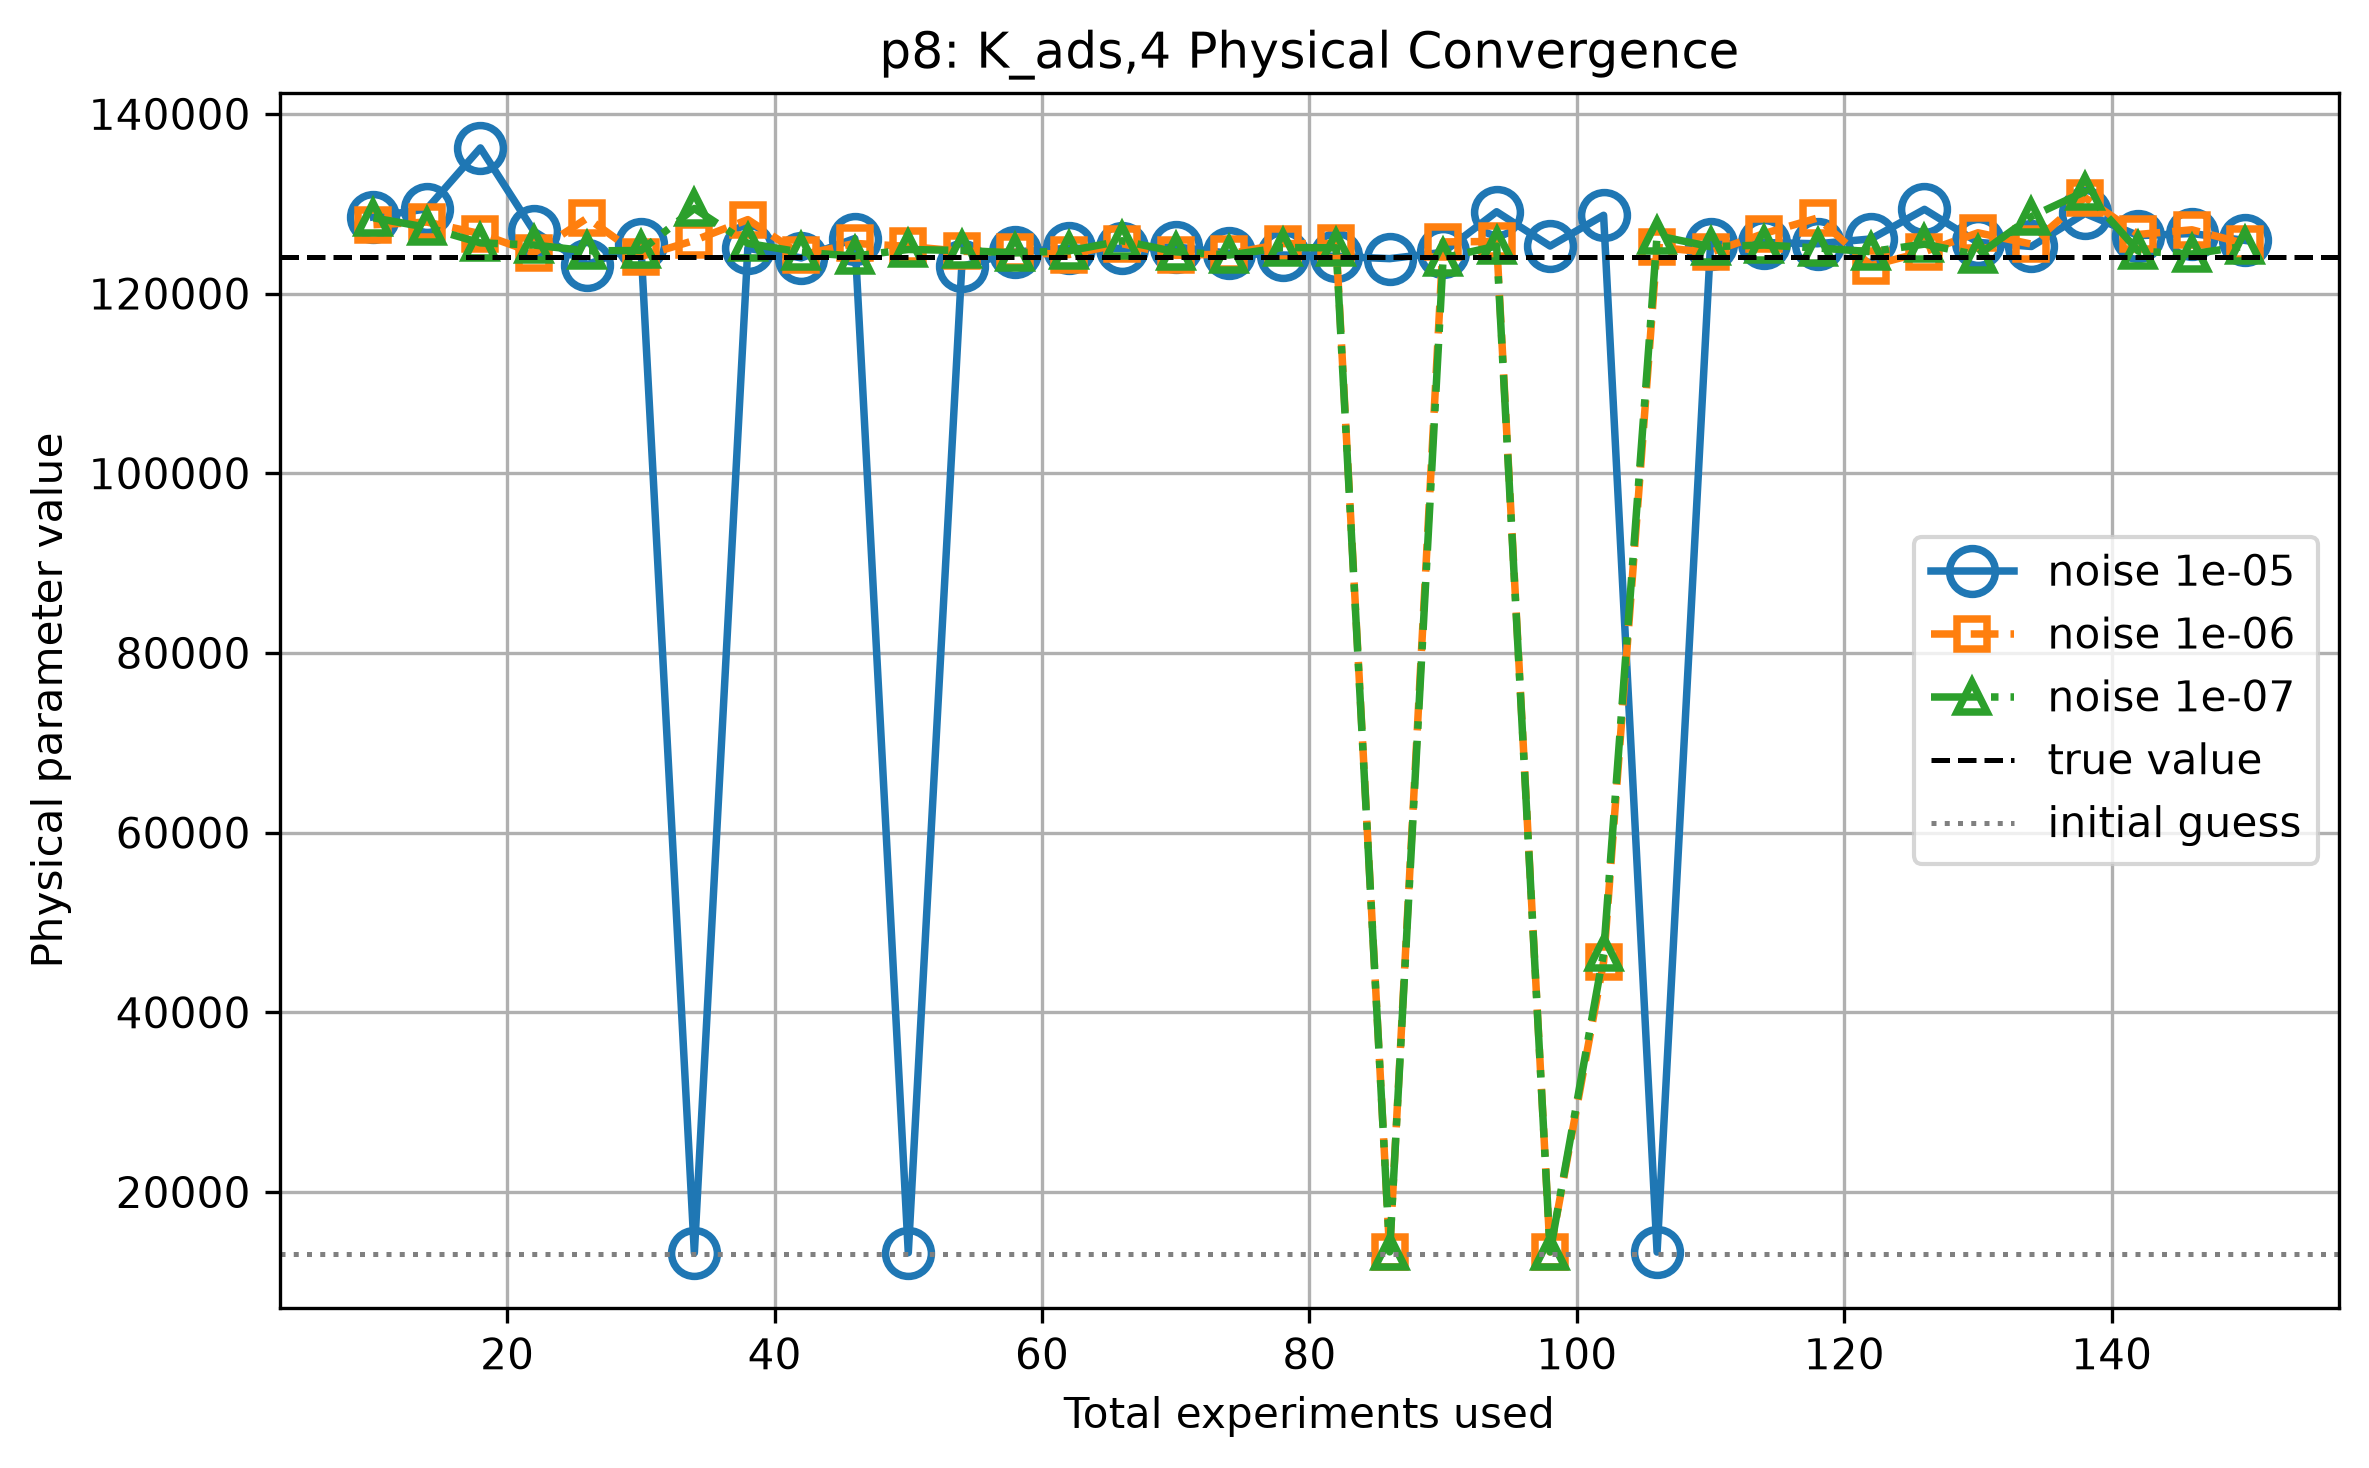 p8: K_ads,4 Physical Convergence
Physical parameter value
140000
120000
100000
80000
60000
40000
20000
noise 1e-05
noise 1e-06
noise 1e-07
true value
initial guess
20 40 60 80 100 120 140
Total experiments used